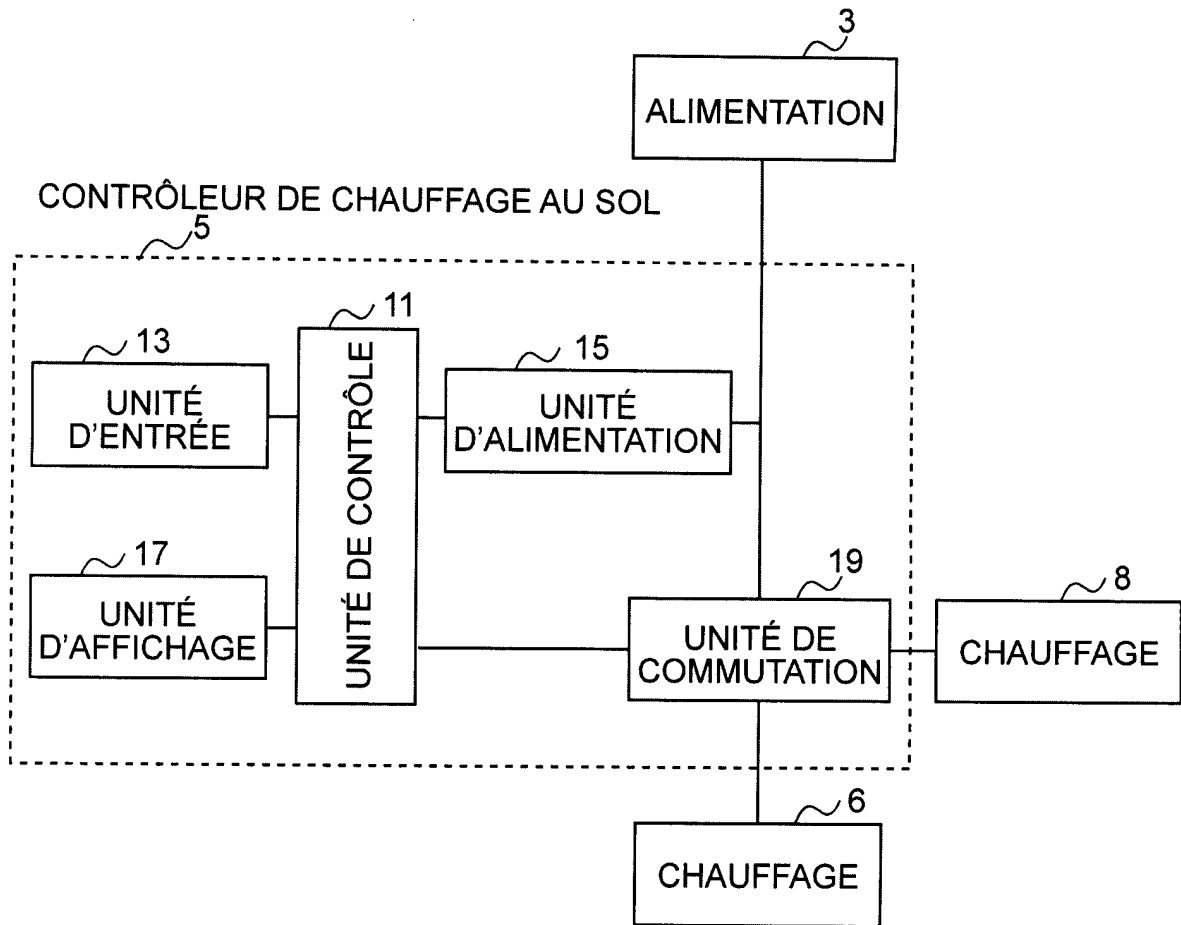 3
ALIMENTATION
CONTRÔLEUR DE CHAUFFAGE AU SOL
5
11
13
15
UNITÉ
D'ENTRÉE
UNITÉ DE CONTRÔLE
UNITÉ
D'ALIMENTATION
17
19
8
UNITÉ
D'AFFICHAGE
UNITÉ DE
COMMUTATION
CHAUFFAGE
6
CHAUFFAGE